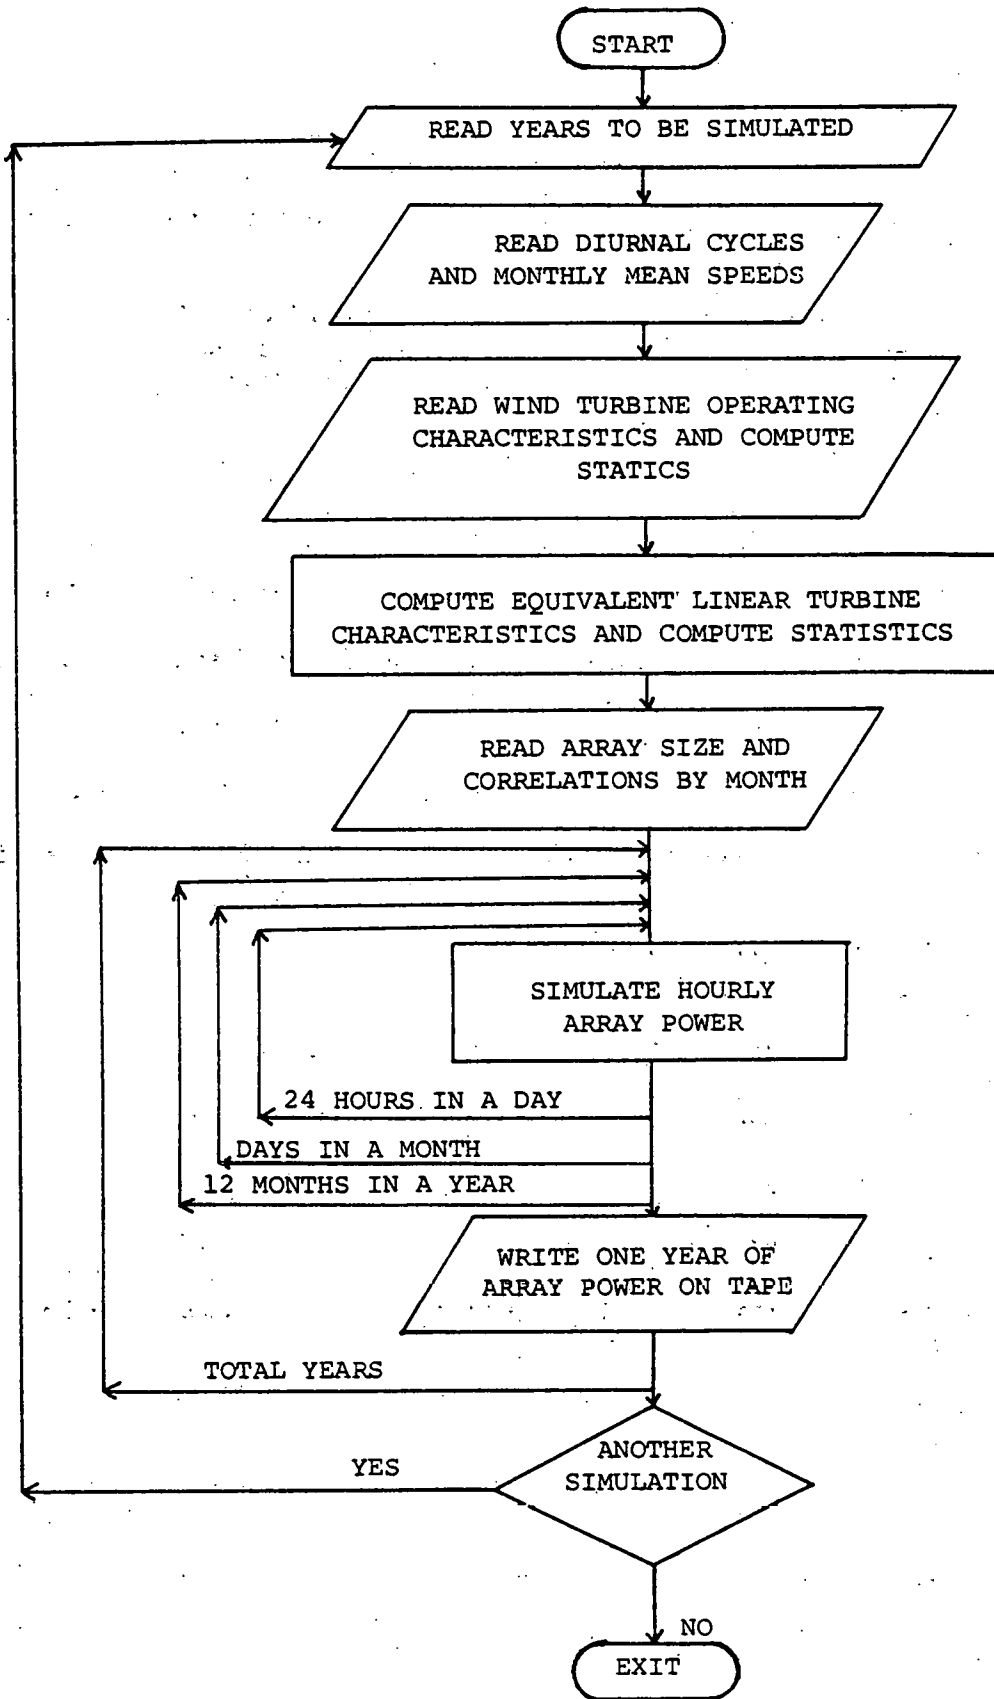 START
READ YEARS TO BE SIMULATED
READ DIURNAL CYCLES
AND MONTHLY MEAN SPEEDS
READ WIND TURBINE OPERATING
CHARACTERISTICS AND COMPUTE
STATICS
COMPUTE EQUIVALENT LINEAR TURBINE
CHARACTERISTICS AND COMPUTE STATISTICS
READ ARRAY SIZE AND
CORRELATIONS BY MONTH
SIMULATE HOURLY
ARRAY POWER
24 HOURS IN A DAY
DAYS IN A MONTH
12 MONTHS IN A YEAR
WRITE ONE YEAR OF
ARRAY POWER ON TAPE
TOTAL YEARS
ANOTHER
SIMULATION
YES
NO
EXIT